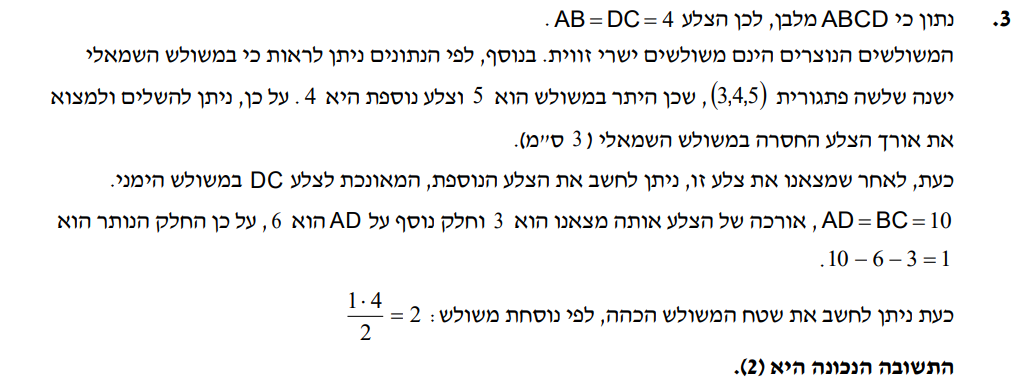 3. נתון כי ABCD מלבן, לכן הצלע AB = DC = 4 .
המשולשים הנוצרים הינם משולשים ישרי זווית. בנוסף, לפי הנתונים ניתן לראות כי במשולש השמאלי
ישנה שלשה פתגורית (3,4,5) , שכן היתר במשולש הוא 5 וצלע נוספת היא 4 . על כן, ניתן להשלים ולמצוא
את אורך הצלע החסרה במשולש השמאלי (3 ס״מ).
כעת, לאחר שמצאנו את צלע זו, ניתן לחשב את הצלע הנוספת, המאונכת לצלע DC במשולש הימני.
AD = BC = 10 , אורכה של הצלע אותה מצאנו הוא 3 וחלק נוסף על AD הוא 6 , על כן החלק הנותר הוא
10 − 6 − 3 = 1 .
כעת ניתן לחשב את שטח המשולש הכהה, לפי נוסחת משולש : \frac{1 \cdot 4}{2} = 2
התשובה הנכונה היא (2).